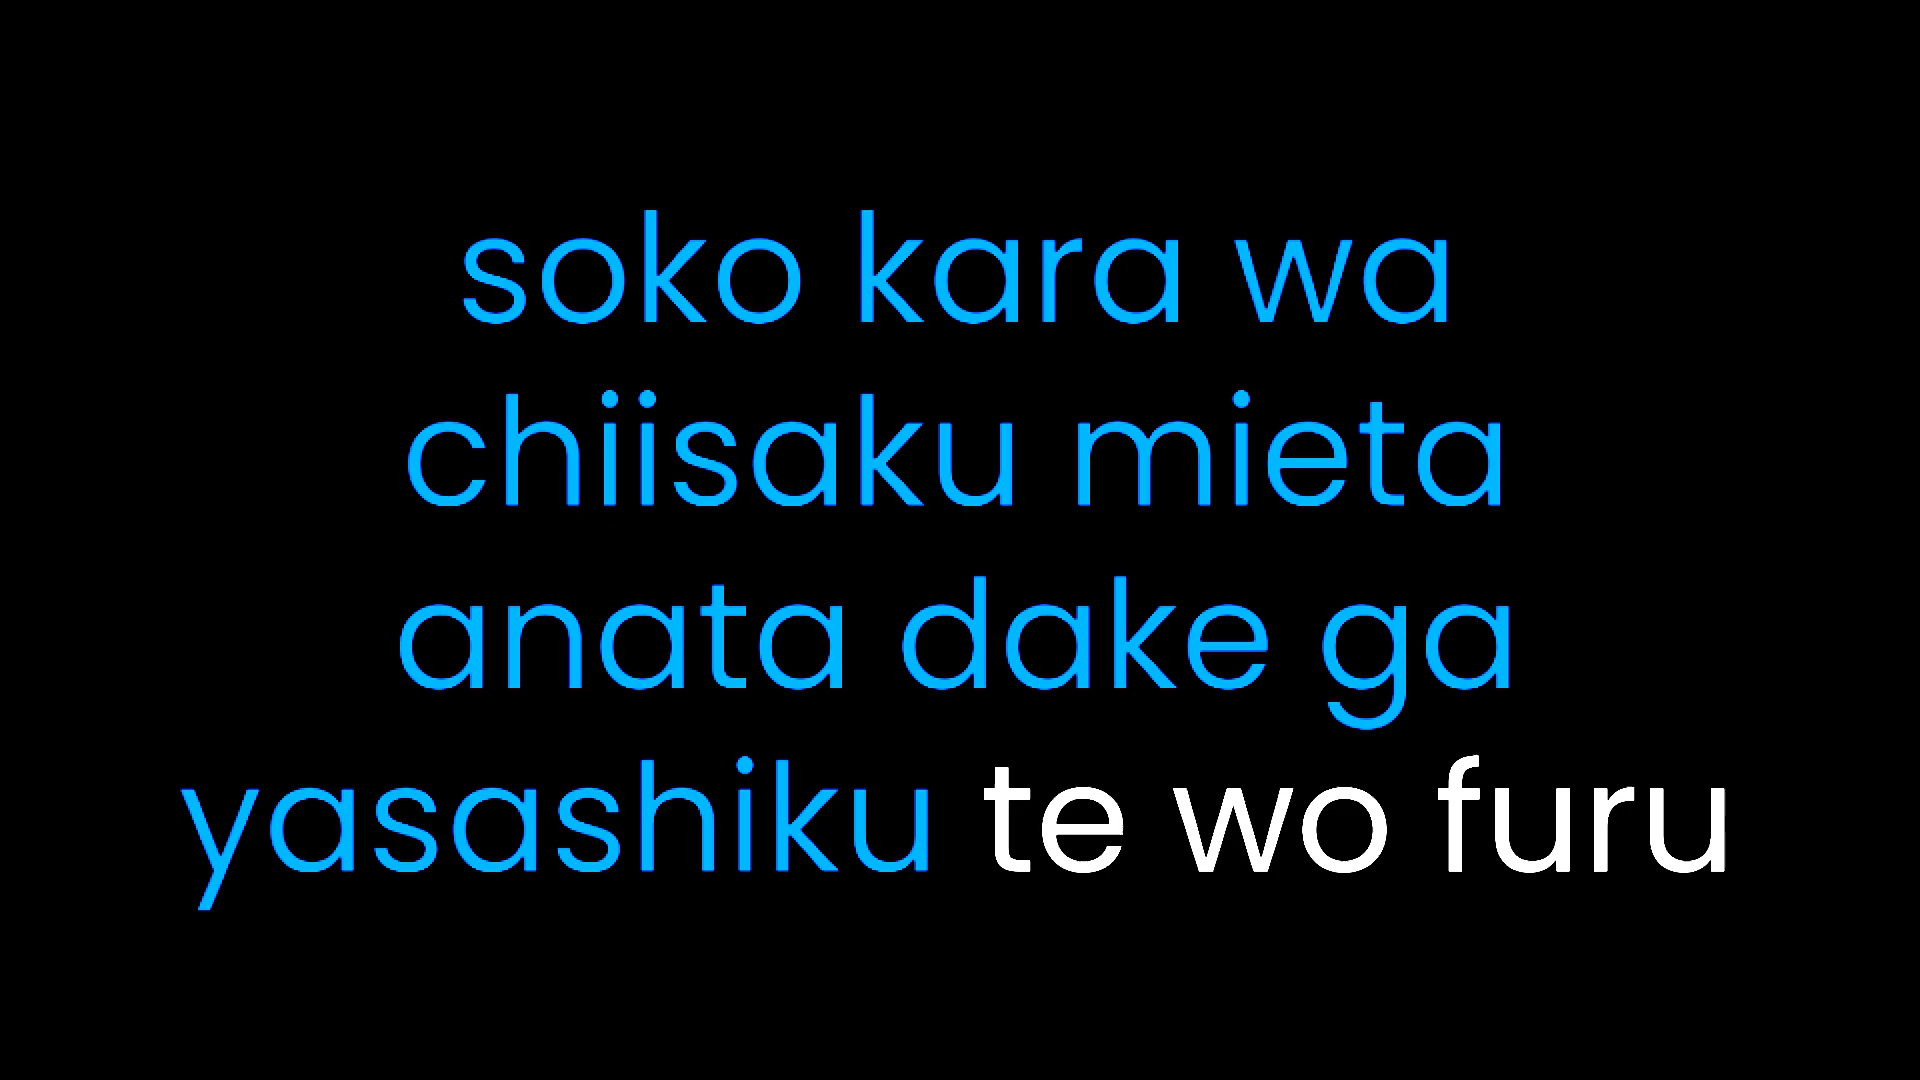 soko kara wa
chiisaku mieta
anata dake ga
yasashiku te wo furu